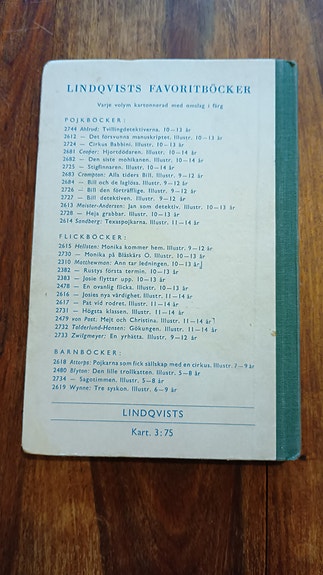 LINDQVISTS FAVORITBÖCKER
Varje volym kartonnerad med omslag i färg
POJKBÖCKER:
2744 Ahlrud: Tvillingdetektiverna. 10—13 år
2612 — Det försvunna manuskriptet. 10—13 år
2724 — Cirkus Babbini. Illustr. 10—14 år
2681 Cooper: Hjortdödaren. Illustr. 10—14 år
2682 — Den siste mohikanen. Illustr. 10—13 år
2725 — Stigfinnaren. Illustr. 10—13 år
2683 Crompton: Alla tiders Bill. Illustr. 9—12 år
2684 — Bill och de laglösa. Illustr. 9—12 år
2726 — Bill den förträfflige. Illustr. 9—12 år
2727 — Bill detektiven. Illustr. 9—12 år
2613 Meister-Andersen: Jan som detektiv. Illustr. 10—13 år
2728 — Heja grabbar. Illustr. 10—13 år
2614 Sandberg: Texaspojkarna. Illustr. 11—14 år
FLICKBÖCKER:
2615 Hellsten: Monika kommer hem. Illustr. 9—12 år
2730 — Monika på Blåskärs Ö. Illustr. 10—13 år
2310 Matthewman: Ann tar ledningen. 10—13 år
2382 — Rustys första termin. 10—13 år
2383 — Josie flyttar upp. 10—13 år
2478 — En ovanlig flicka. Illustr. 10—13 år
2616 — Josies nya värdighet. Illustr. 11—14 år
2617 — Pat vid rodret. Illustr. 11—14 år
2731 — Högsta klassen. Illustr. 11—14 år
2479 von Post: Mejt och Christina. Illustr. 11—14 år
2732 Talderlund-Hansen: Gökungen. Illustr. 11—14 år
2733 Zwilgmeyer: En yrhätta. Illustr. 9—12 år
BARNBÖCKER:
2618 Pojkarna som fick sällskap med en cirkus. Illustr. 7—9 år
2480 Blyton: Den lille trollkatten. Illustr. 5—8 år
2734 — Sagotimmen. Illustr. 5—8 år
2619 Wynne: Tre syskon. Illustr. 6—9 år
LINDQVISTS
Kart. 3:75